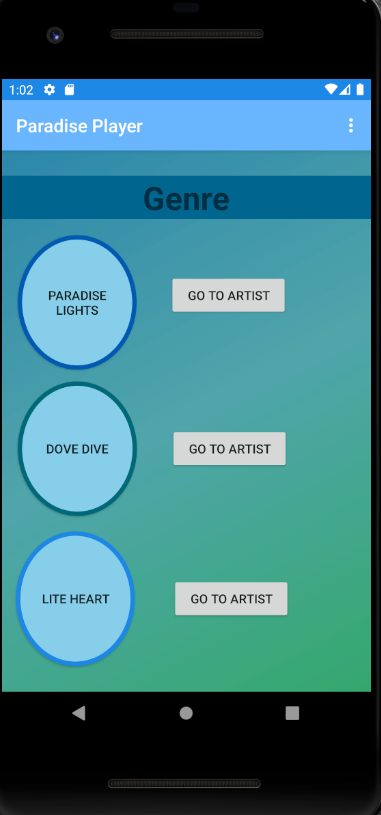 1:02
Paradise Player
Genre
PARADISE
LIGHTS
GO TO ARTIST
DOVE DIVE
GO TO ARTIST
LITE HEART
GO TO ARTIST